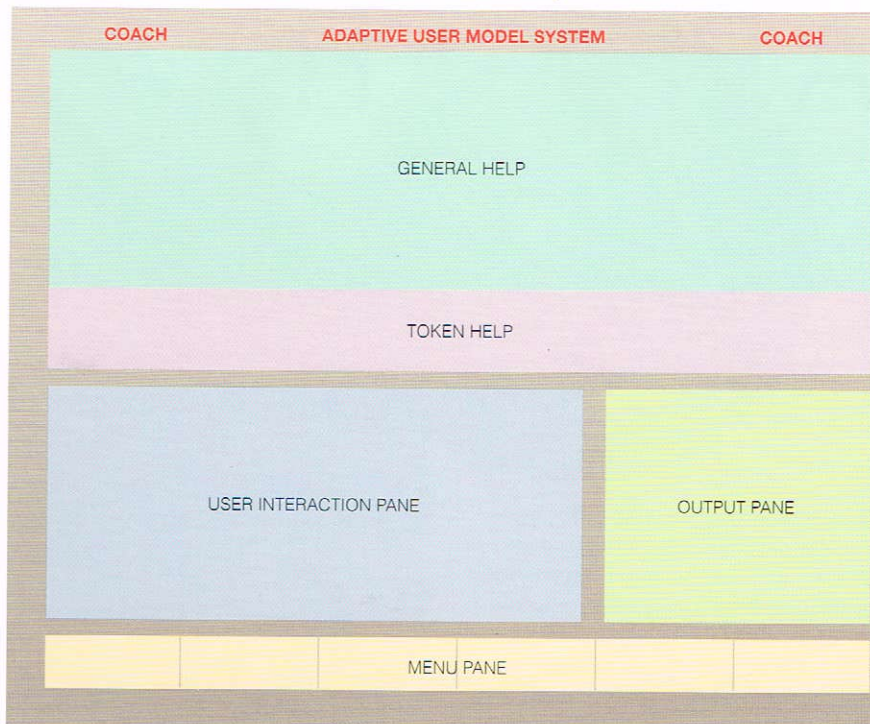 COACH ADAPTIVE USER MODEL SYSTEM COACH
GENERAL HELP
TOKEN HELP
USER INTERACTION PANE OUTPUT PANE
MENU PANE